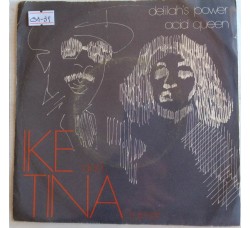 delilah's power
acid queen
IKE
TINA